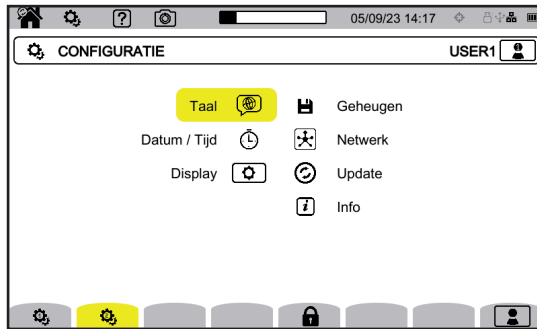 05/09/23 14:17
CONFIGURATIE USER1
Taal Geheugen
Datum / Tijd Netwerk
Display Update
Info